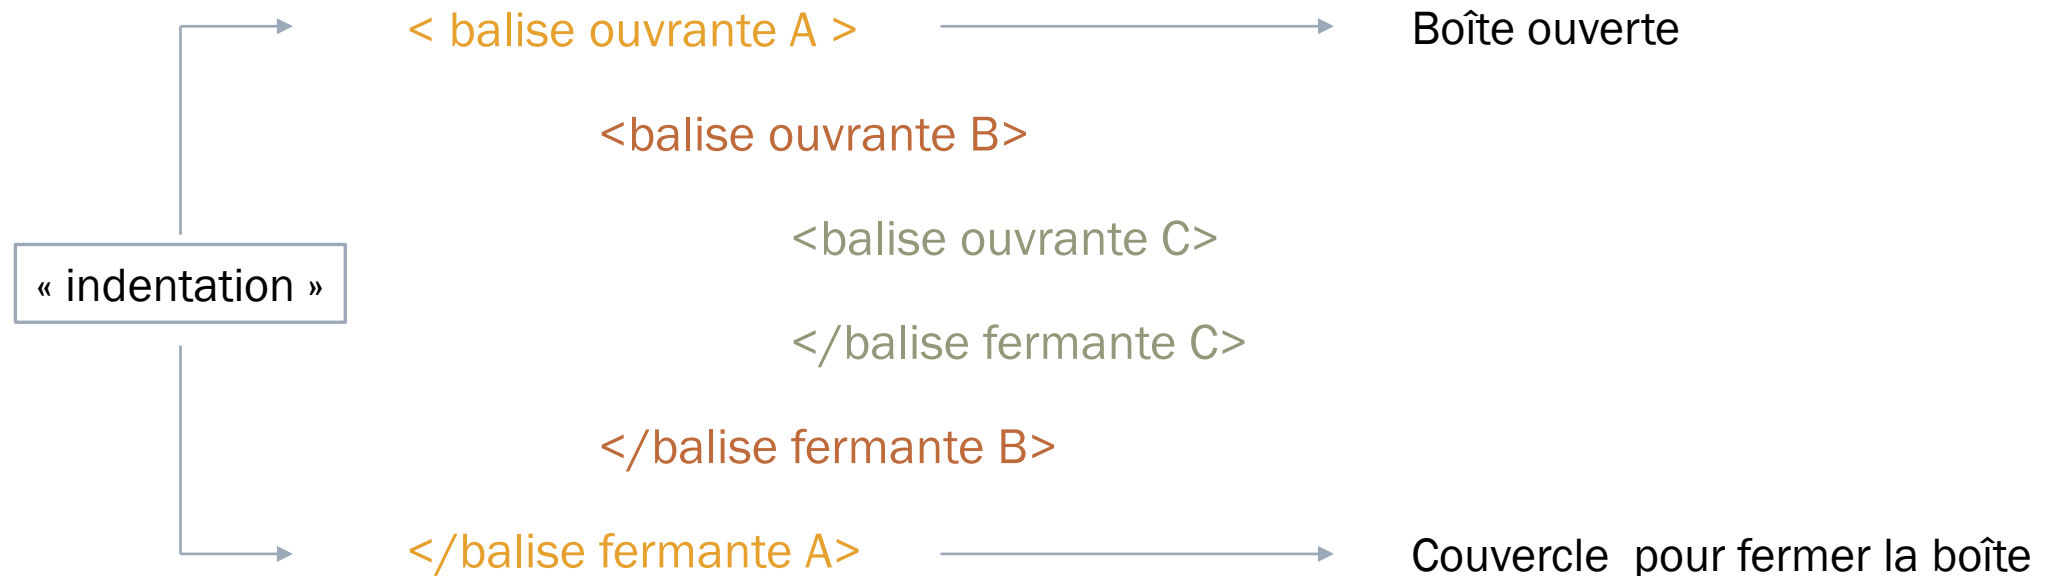 < balise ouvrante A >
Boîte ouverte
<balise ouvrante B>
<balise ouvrante C>
« indentation »
</balise fermante C>
</balise fermante B>
</balise fermante A>
Couvercle  pour fermer la boîte